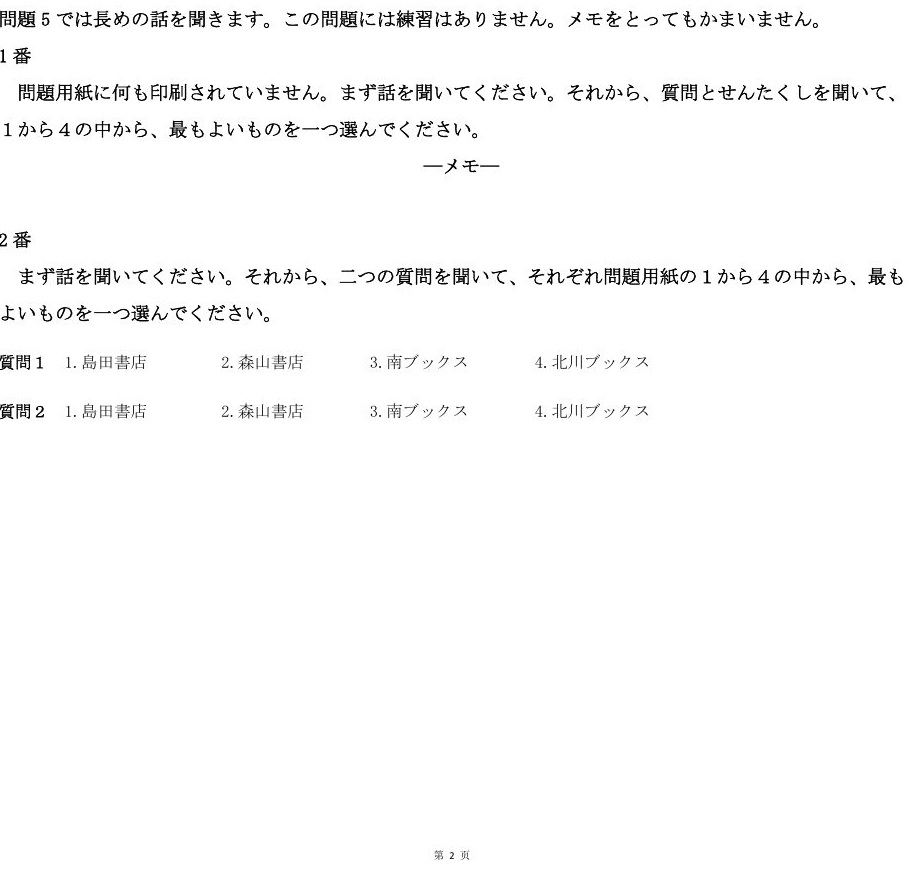 問題５では長めの話を聞きます。この問題には練習はありません。メモをとってもかまいません。
1 番
問題用紙に何も印刷されていません。まず話を聞いてください。それから、質問とせんたくしを聞いて、
１から４の中から、最もよいものを一つ選んでください。
―メモ―
2 番
まず話を聞いてください。それから、二つの質問を聞いて、それぞれ問題用紙の１から４の中から、最も
よいものを一つ選んでください。
質問１ 1. 島田書店 2. 森山書店 3. 南ブックス 4. 北川ブックス
質問２ 1. 島田書店 2. 森山書店 3. 南ブックス 4. 北川ブックス
第 2 页